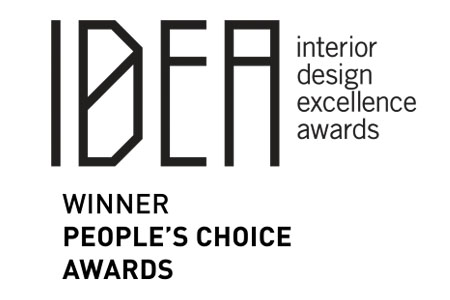 IDEA
interior
design
excellence
awards
WINNER
PEOPLE'S CHOICE
AWARDS